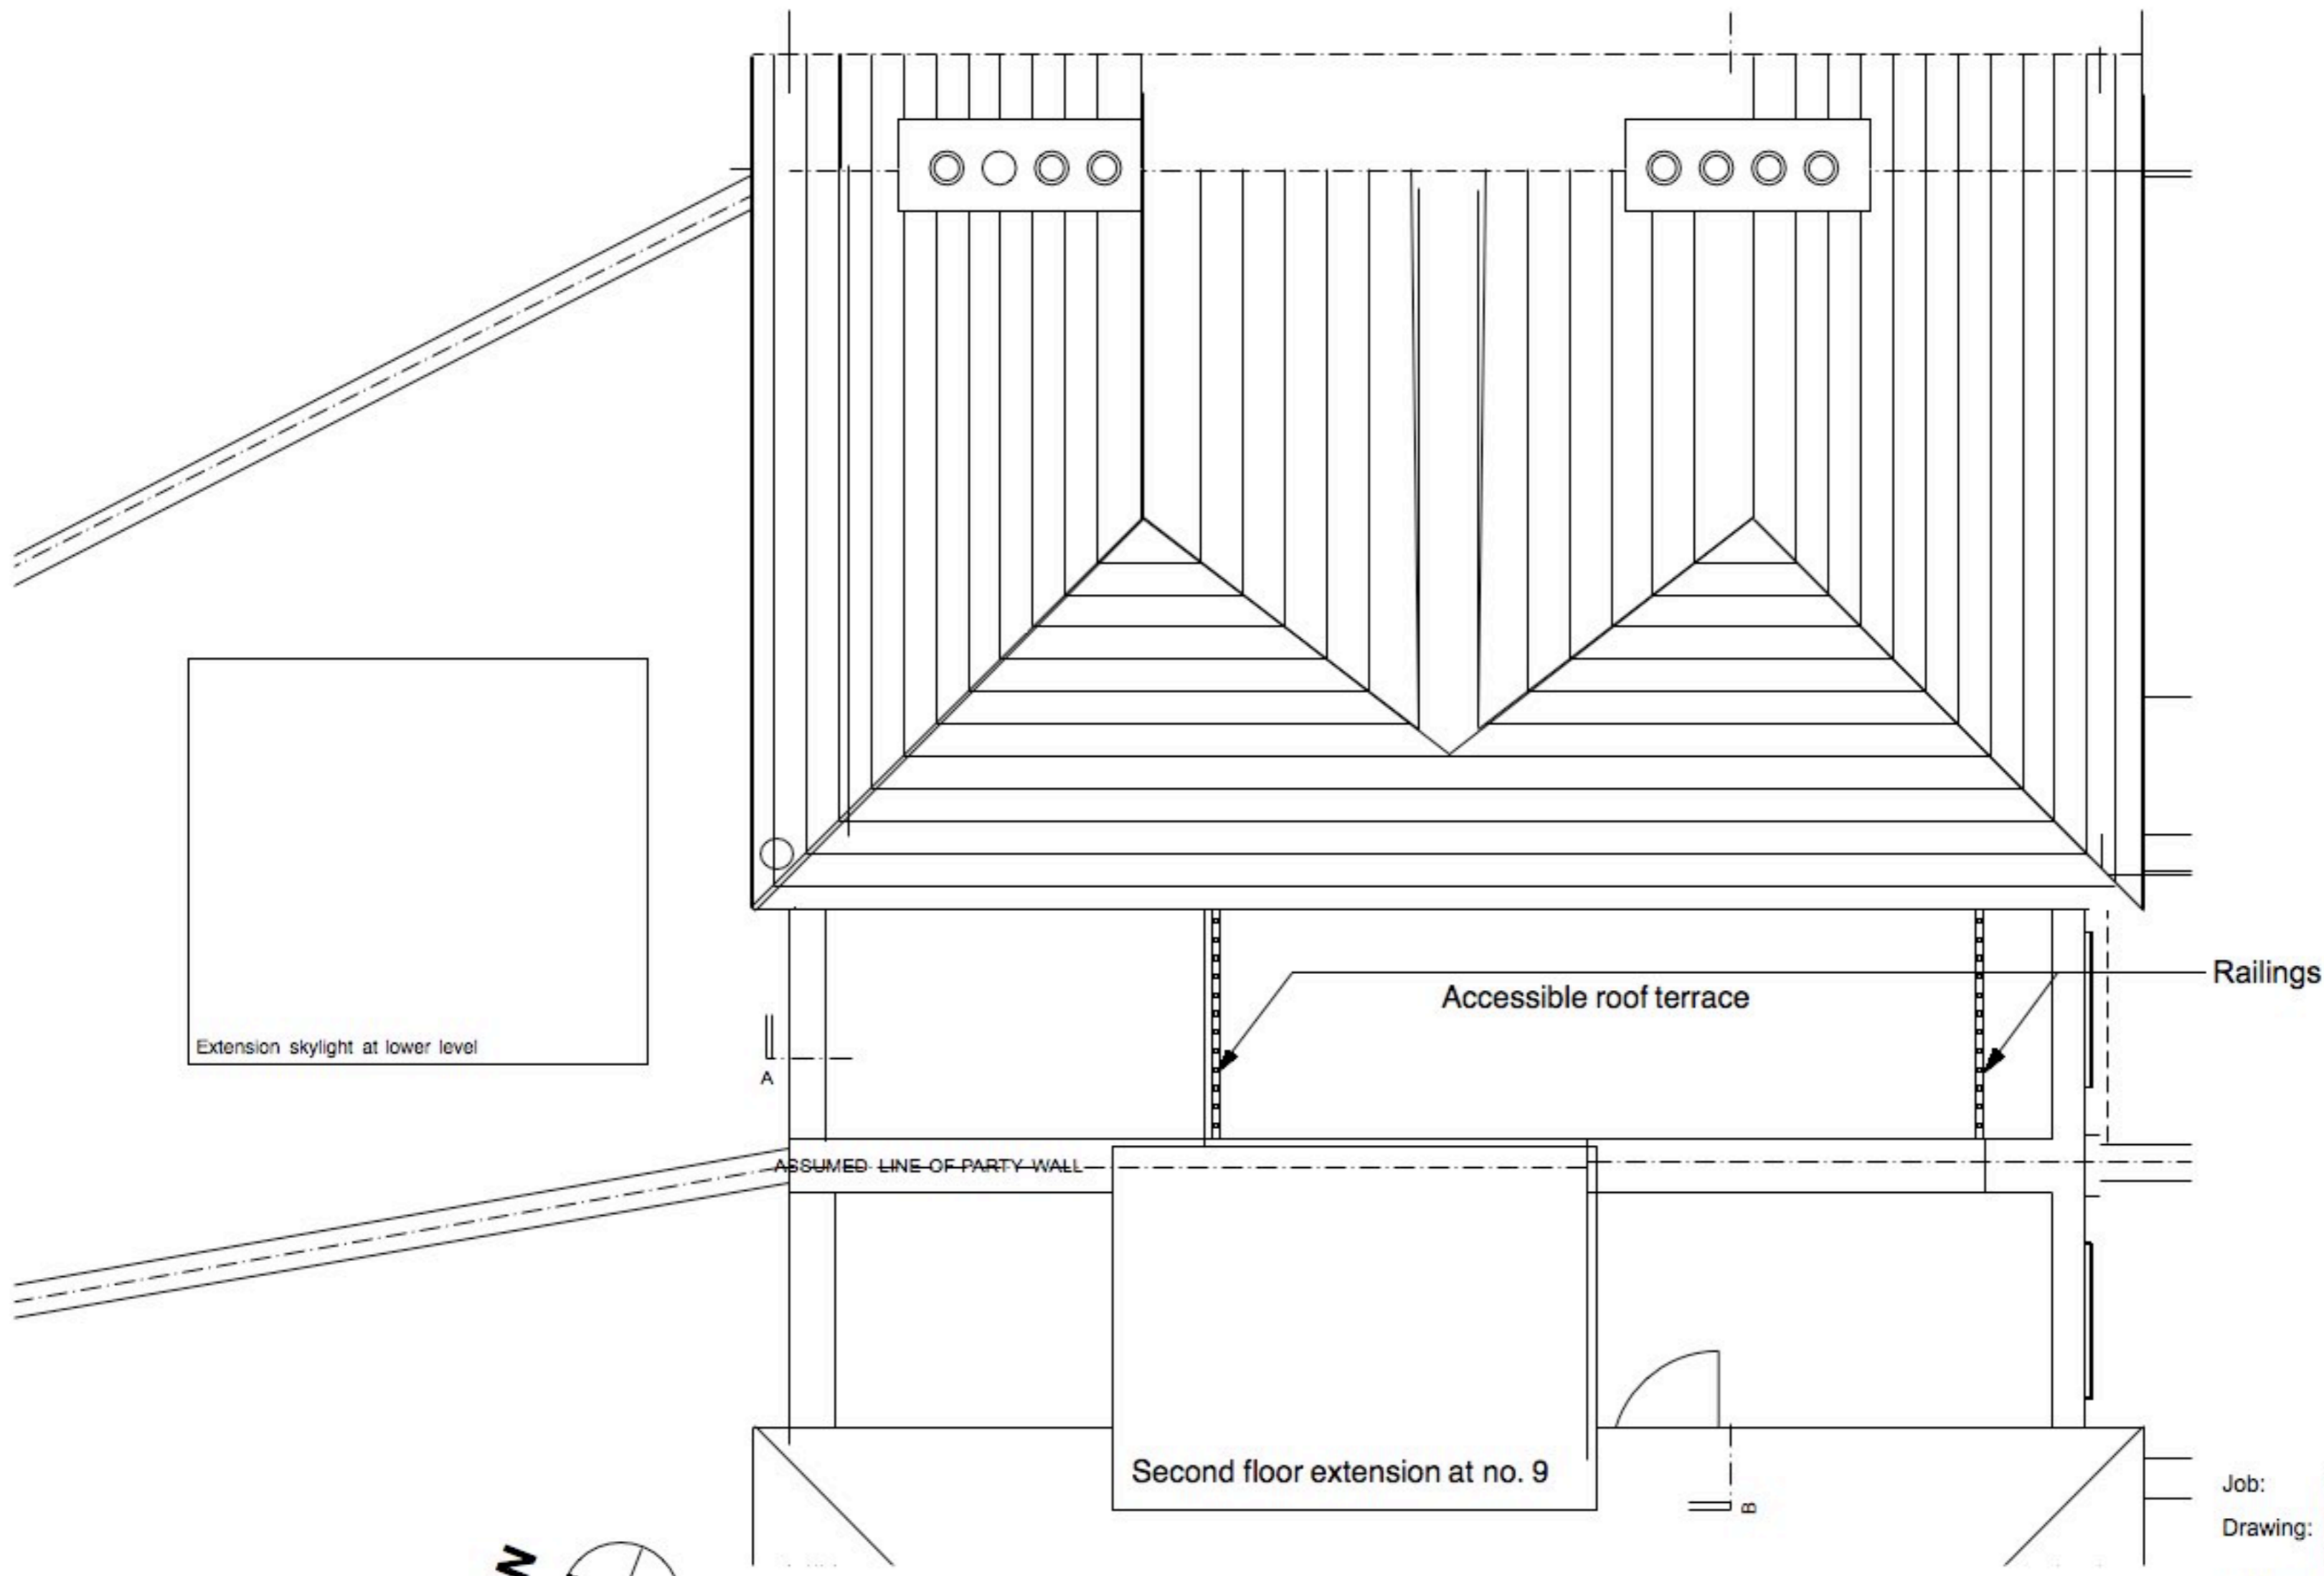 Railings
Accessible roof terrace
Extension skylight at lower level
A
ASSUMED LINE OF PARTY WALL
Second floor extension at no. 9
B
Job:
Drawing:
N